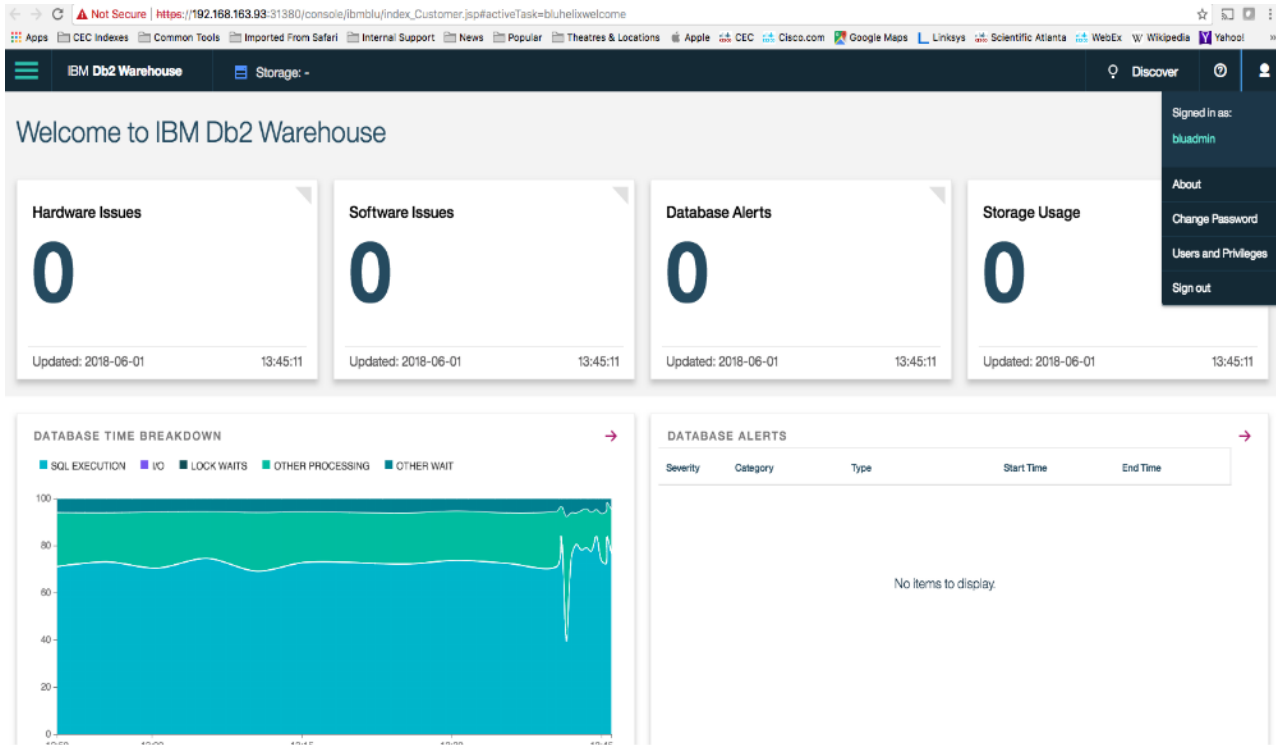 Not Secure | https://192.168.163.93:31380/console/ibmblu/index_Customer.jsp#activeTask=bluhelixwelcome
Apps CEC Indexes Common Tools Imported From Safari Internal Support News Popular Theatres & Locations Apple CEC Cisco.com Google Maps Linksys Scientific Atlanta WebEx Wikipedia Yahoo! »
IBM Db2 Warehouse Storage: - Discover
Signed in as:
bluadmin
About
Change Password
Users and Privileges
Sign out
Welcome to IBM Db2 Warehouse
Hardware Issues
0
Updated: 2018-06-01 13:45:11
Software Issues
0
Updated: 2018-06-01 13:45:11
Database Alerts
0
Updated: 2018-06-01 13:45:11
Storage Usage
0
Updated: 2018-06-01 13:45:11
DATABASE TIME BREAKDOWN
SQL EXECUTION I/O LOCK WAITS OTHER PROCESSING OTHER WAIT
100
80
60
40
20
0
DATABASE ALERTS
Severity Category Type Start Time End Time
No items to display.